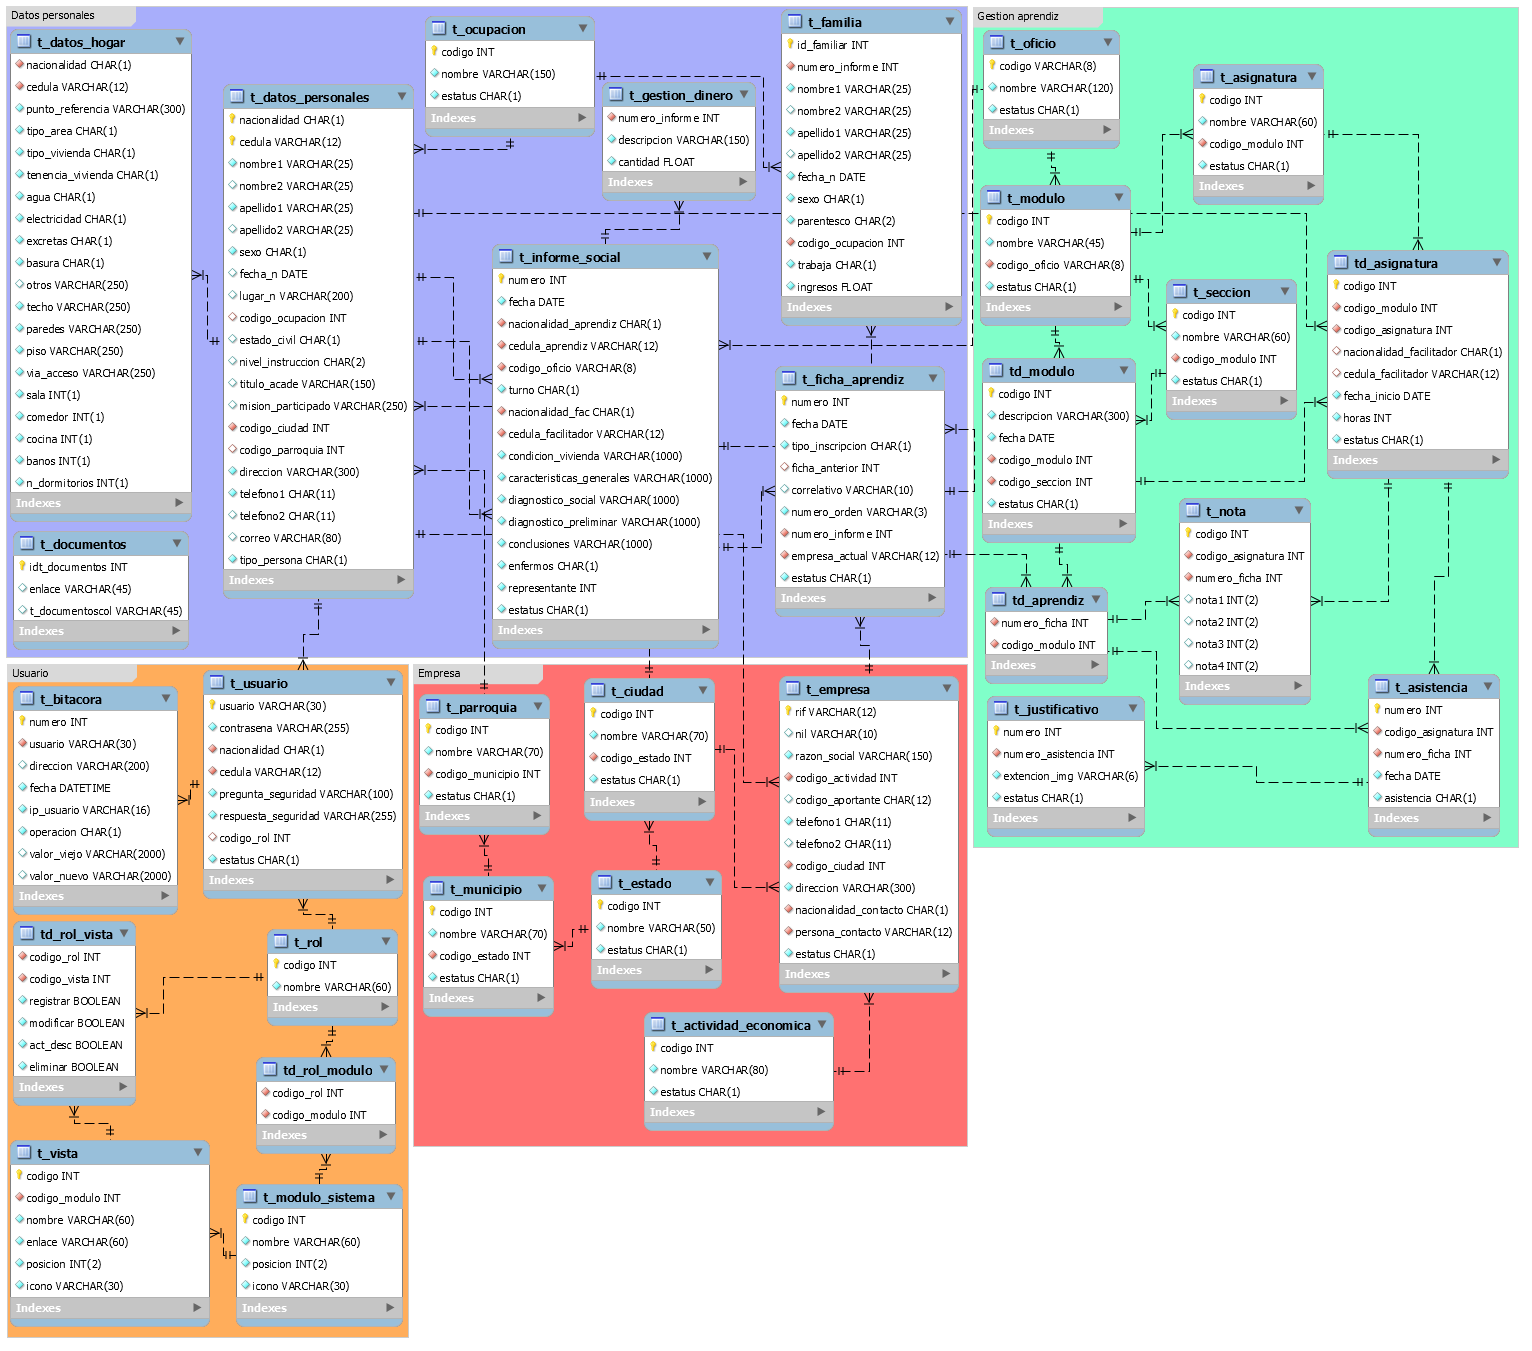 Datos personales
t_datos_hogar
nacionalidad CHAR(1)
cedula VARCHAR(12)
punto_referencia VARCHAR(300)
tipo_area CHAR(1)
tipo_vivienda CHAR(1)
tenencia_vivienda CHAR(1)
agua CHAR(1)
electricidad CHAR(1)
excretas CHAR(1)
basura CHAR(1)
otros VARCHAR(250)
techo VARCHAR(250)
paredes VARCHAR(250)
piso VARCHAR(250)
via_acceso VARCHAR(250)
sala INT(1)
comedor INT(1)
cocina INT(1)
banos INT(1)
n_dormitorios INT(1)
Indexes
t_documentos
idt_documentos INT
enlace VARCHAR(45)
t_documentoscol VARCHAR(45)
Indexes
t_datos_personales
nacionalidad CHAR(1)
cedula VARCHAR(12)
nombre1 VARCHAR(25)
nombre2 VARCHAR(25)
apellido1 VARCHAR(25)
apellido2 VARCHAR(25)
sexo CHAR(1)
fecha_n DATE
lugar_n VARCHAR(200)
codigo_ocupacion INT
estado_civil CHAR(1)
nivel_instruccion CHAR(2)
titulo_acade VARCHAR(150)
mision_participado VARCHAR(250)
codigo_ciudad INT
codigo_parroquia INT
direccion VARCHAR(300)
telefono1 CHAR(11)
telefono2 CHAR(11)
correo VARCHAR(80)
tipo_persona CHAR(1)
Indexes
t_ocupacion
codigo INT
nombre VARCHAR(150)
estatus CHAR(1)
Indexes
t_gestion_dinero
numero_informe INT
descripcion VARCHAR(150)
cantidad FLOAT
Indexes
t_informe_social
numero INT
fecha DATE
nacionalidad_aprendiz CHAR(1)
cedula_aprendiz VARCHAR(12)
codigo_oficio VARCHAR(8)
turno CHAR(1)
nacionalidad_fac CHAR(1)
cedula_facilitador VARCHAR(12)
condicion_vivienda VARCHAR(1000)
caracteristicas_generales VARCHAR(1000)
diagnostico_social VARCHAR(1000)
diagnostico_preliminar VARCHAR(1000)
conclusiones VARCHAR(1000)
enfermos CHAR(1)
representante INT
estatus CHAR(1)
Indexes
t_familia
id_familiar INT
numero_informe INT
nombre1 VARCHAR(25)
nombre2 VARCHAR(25)
apellido1 VARCHAR(25)
apellido2 VARCHAR(25)
fecha_n DATE
sexo CHAR(1)
parentesco CHAR(2)
codigo_ocupacion INT
trabaja CHAR(1)
ingresos FLOAT
Indexes
t_ficha_aprendiz
numero INT
fecha DATE
tipo_inscripcion CHAR(1)
ficha_anterior INT
correlativo VARCHAR(10)
numero_orden VARCHAR(3)
numero_informe INT
empresa_actual VARCHAR(12)
estatus CHAR(1)
Indexes
Gestion aprendiz
t_oficio
codigo VARCHAR(8)
nombre VARCHAR(120)
estatus CHAR(1)
Indexes
t_modulo
codigo INT
nombre VARCHAR(45)
codigo_oficio VARCHAR(8)
estatus CHAR(1)
Indexes
td_modulo
codigo INT
descripcion VARCHAR(300)
fecha DATE
codigo_modulo INT
codigo_seccion INT
estatus CHAR(1)
Indexes
td_aprendiz
numero_ficha INT
codigo_modulo INT
Indexes
t_justificativo
numero INT
numero_asistencia INT
extencion_img VARCHAR(6)
estatus CHAR(1)
Indexes
t_asignatura
codigo INT
nombre VARCHAR(60)
codigo_modulo INT
estatus CHAR(1)
Indexes
t_seccion
codigo INT
nombre VARCHAR(60)
codigo_modulo INT
estatus CHAR(1)
Indexes
t_nota
codigo INT
codigo_asignatura INT
numero_ficha INT
nota1 INT(2)
nota2 INT(2)
nota3 INT(2)
nota4 INT(2)
Indexes
td_asignatura
codigo INT
codigo_modulo INT
codigo_asignatura INT
nacionalidad_facilitador CHAR(1)
cedula_facilitador VARCHAR(12)
fecha_inicio DATE
horas INT
estatus CHAR(1)
Indexes
t_asistencia
numero INT
codigo_asignatura INT
numero_ficha INT
fecha DATE
asistencia CHAR(1)
Indexes
Usuario
t_bitacora
numero INT
usuario VARCHAR(30)
direccion VARCHAR(200)
fecha DATETIME
ip_usuario VARCHAR(16)
operacion CHAR(1)
valor_viejo VARCHAR(2000)
valor_nuevo VARCHAR(2000)
Indexes
t_usuario
usuario VARCHAR(30)
contrasena VARCHAR(255)
nacionalidad CHAR(1)
cedula VARCHAR(12)
pregunta_seguridad VARCHAR(100)
respuesta_seguridad VARCHAR(255)
codigo_rol INT
estatus CHAR(1)
Indexes
td_rol_vista
codigo_rol INT
codigo_vista INT
registrar BOOLEAN
modificar BOOLEAN
act_desc BOOLEAN
eliminar BOOLEAN
Indexes
t_rol
codigo INT
nombre VARCHAR(60)
Indexes
td_rol_modulo
codigo_rol INT
codigo_modulo INT
Indexes
t_vista
codigo INT
codigo_modulo INT
nombre VARCHAR(60)
enlace VARCHAR(60)
posicion INT(2)
icono VARCHAR(30)
Indexes
t_modulo_sistema
codigo INT
nombre VARCHAR(60)
posicion INT(2)
icono VARCHAR(30)
Indexes
Empresa
t_parroquia
codigo INT
nombre VARCHAR(70)
codigo_municipio INT
estatus CHAR(1)
Indexes
t_municipio
codigo INT
nombre VARCHAR(70)
codigo_estado INT
estatus CHAR(1)
Indexes
t_ciudad
codigo INT
nombre VARCHAR(70)
codigo_estado INT
estatus CHAR(1)
Indexes
t_estado
codigo INT
nombre VARCHAR(50)
estatus CHAR(1)
Indexes
t_empresa
rif VARCHAR(12)
nil VARCHAR(10)
razon_social VARCHAR(150)
codigo_actividad INT
codigo_aportante CHAR(12)
telefono1 CHAR(11)
telefono2 CHAR(11)
codigo_ciudad INT
direccion VARCHAR(300)
nacionalidad_contacto CHAR(1)
persona_contacto VARCHAR(12)
estatus CHAR(1)
Indexes
t_actividad_economica
codigo INT
nombre VARCHAR(80)
estatus CHAR(1)
Indexes